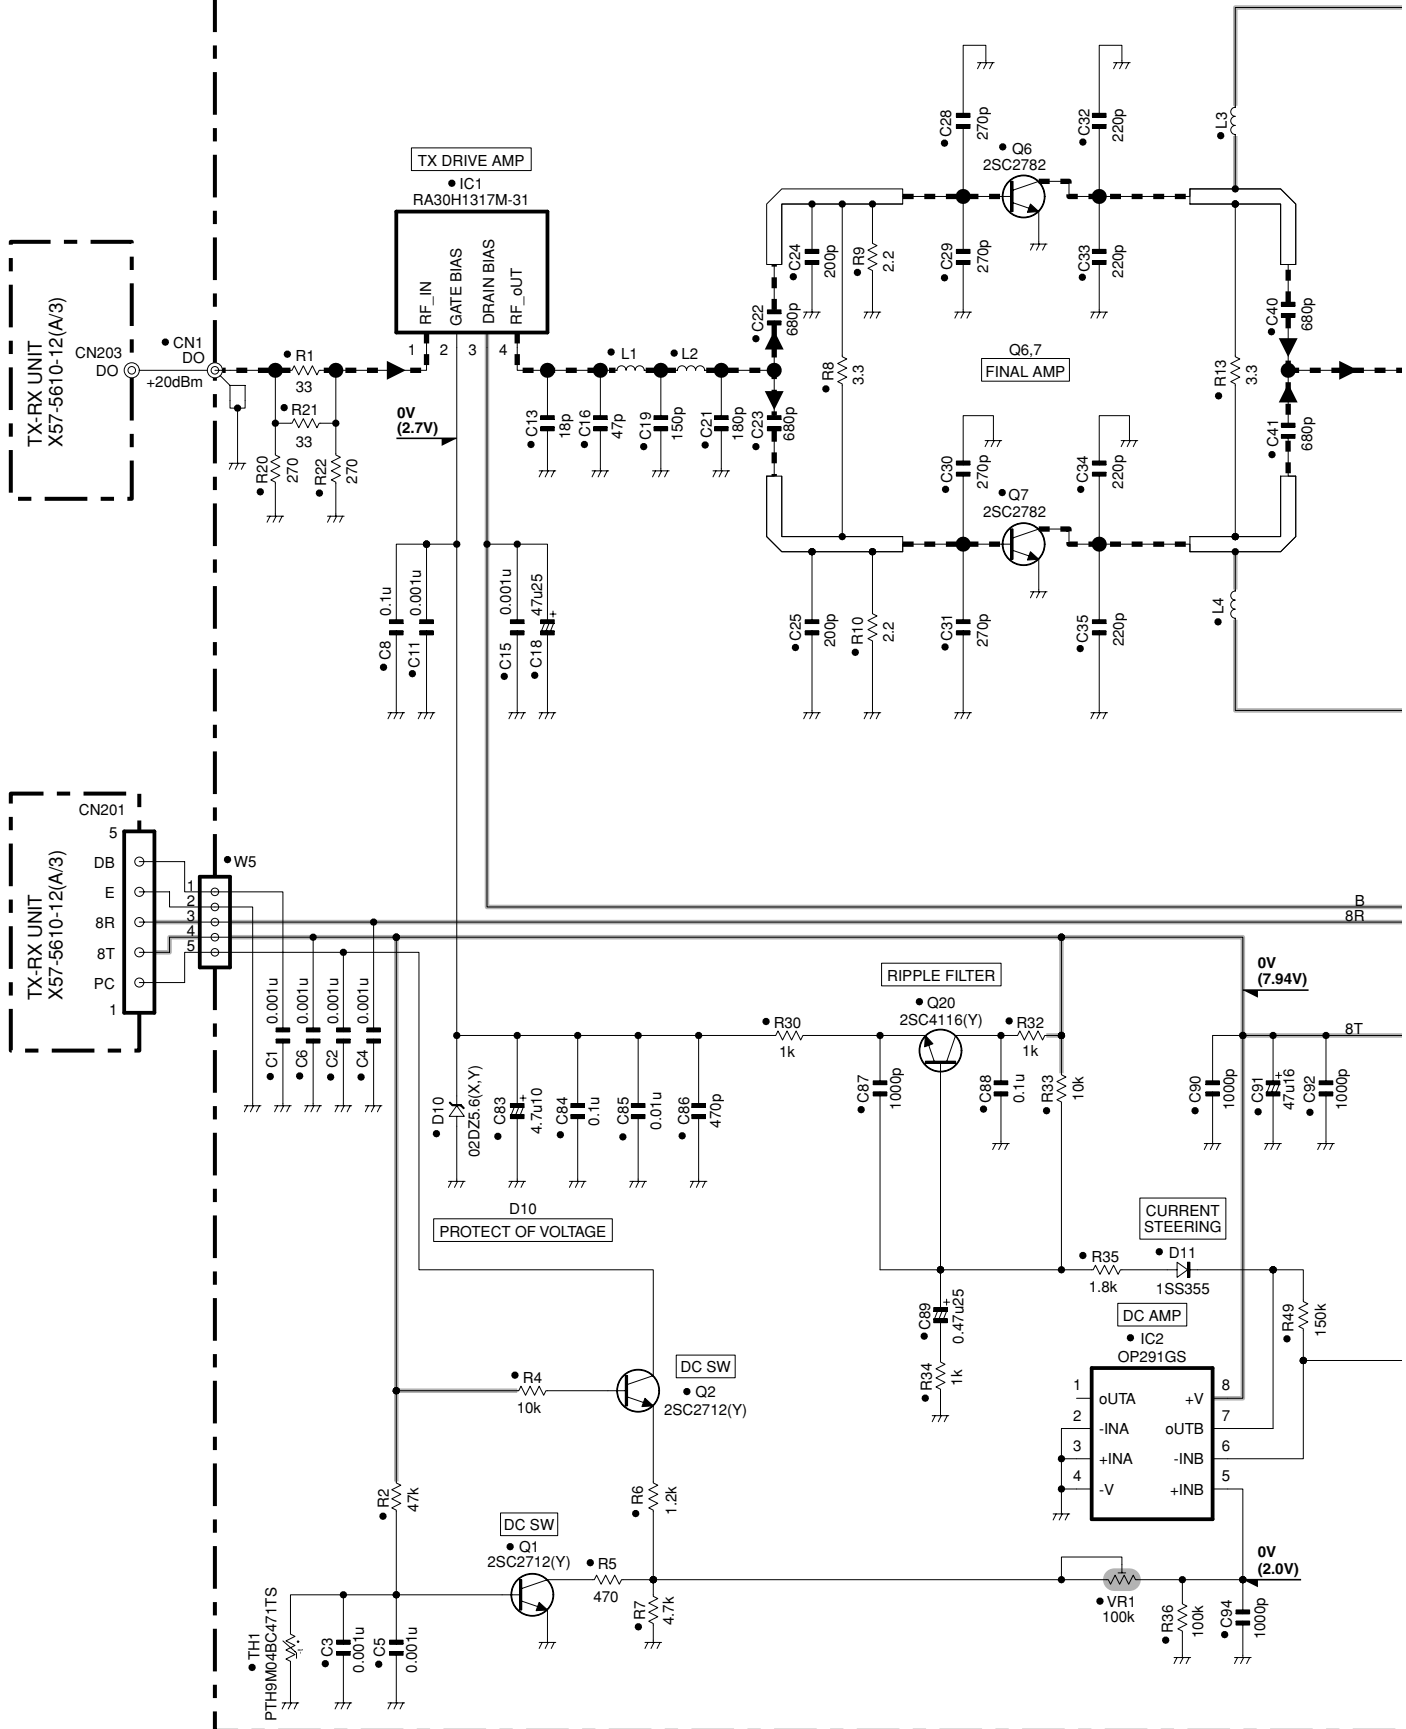 TX DRIVE AMP
IC1
RA30H1317M-31
RF_IN
GATE BIAS
DRAIN BIAS
RF_oUT
1
2
3
4
TX-RX UNIT
X57-5610-12(A/3)
CN203
DO
CN1
DO
+20dBm
R1
33
R21
33
R20
270
R22
270
0V
(2.7V)
L1
L2
C13
18p
C16
47p
C19
150p
C21
180p
C22
680p
C23
680p
C24
200p
R9
2.2
R8
3.3
C28
270p
C29
270p
Q6
2SC2782
C32
220p
C33
220p
L3
Q6,7
FINAL AMP
R13
3.3
C40
680p
C41
680p
C30
270p
Q7
2SC2782
C34
220p
C25
200p
R10
2.2
C31
270p
C35
220p
L4
C8
0.1u
C11
0.001u
C15
0.001u
C18
47u25
+
TX-RX UNIT
X57-5610-12(A/3)
CN201
5
DB
E
8R
8T
PC
1
W5
1
2
3
4
5
B
8R
C1
0.001u
C6
0.001u
C2
0.001u
C4
0.001u
RIPPLE FILTER
Q20
2SC4116(Y)
R30
1k
R32
1k
0V
(7.94V)
8T
D10
02DZ5.6(X,Y)
C83
4.7u10
+
C84
0.1u
C85
0.01u
C86
470p
C87
1000p
C88
0.1u
R33
10k
C90
1000p
C91
47u16
+
C92
1000p
D10
PROTECT OF VOLTAGE
CURRENT
STEERING
R35
1.8k
D11
1SS355
C89
0.47u25
+
R34
1k
R49
150k
DC AMP
IC2
OP291GS
1
oUTA
2
-INA
3
+INA
4
-V
8
+V
7
oUTB
6
-INB
5
+INB
R4
10k
DC SW
Q2
2SC2712(Y)
R2
47k
R6
1.2k
DC SW
Q1
2SC2712(Y)
R5
470
R7
4.7k
0V
(2.0V)
VR1
100k
R36
100k
C94
1000p
TH1
PTH9M04BC471TS
C3
0.001u
C5
0.001u